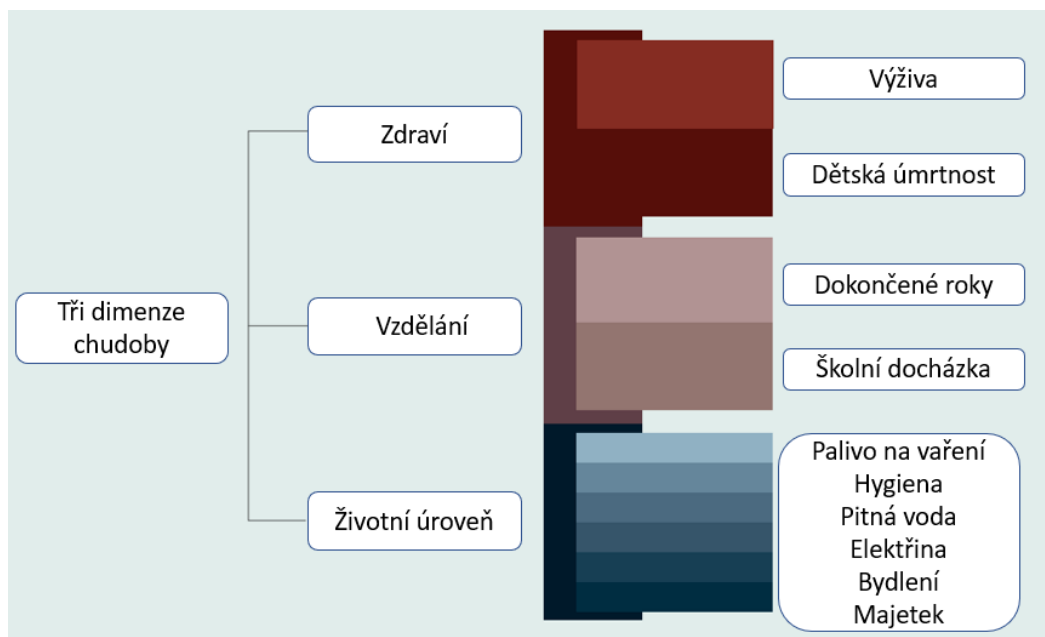 Tři dimenze
chudoby
Zdraví
Výživa
Dětská úmrtnost
Vzdělání
Dokončené roky
Školní docházka
Životní úroveň
Palivo na vaření
Hygiena
Pitná voda
Elektřina
Bydlení
Majetek